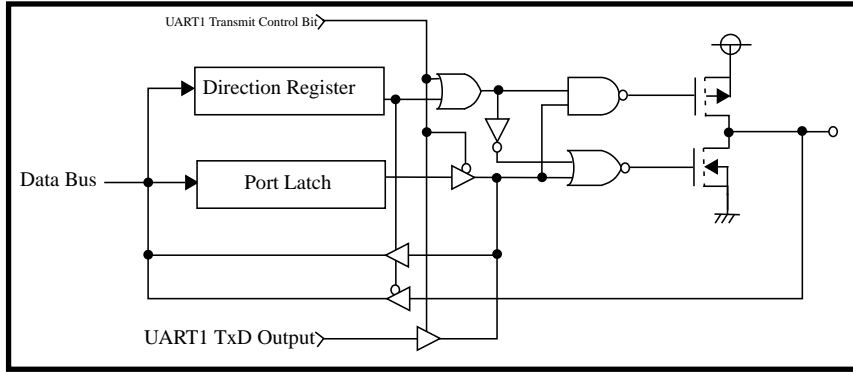 UART1 Transmit Control Bit
Direction Register
Data Bus
Port Latch
UART1 TxD Output